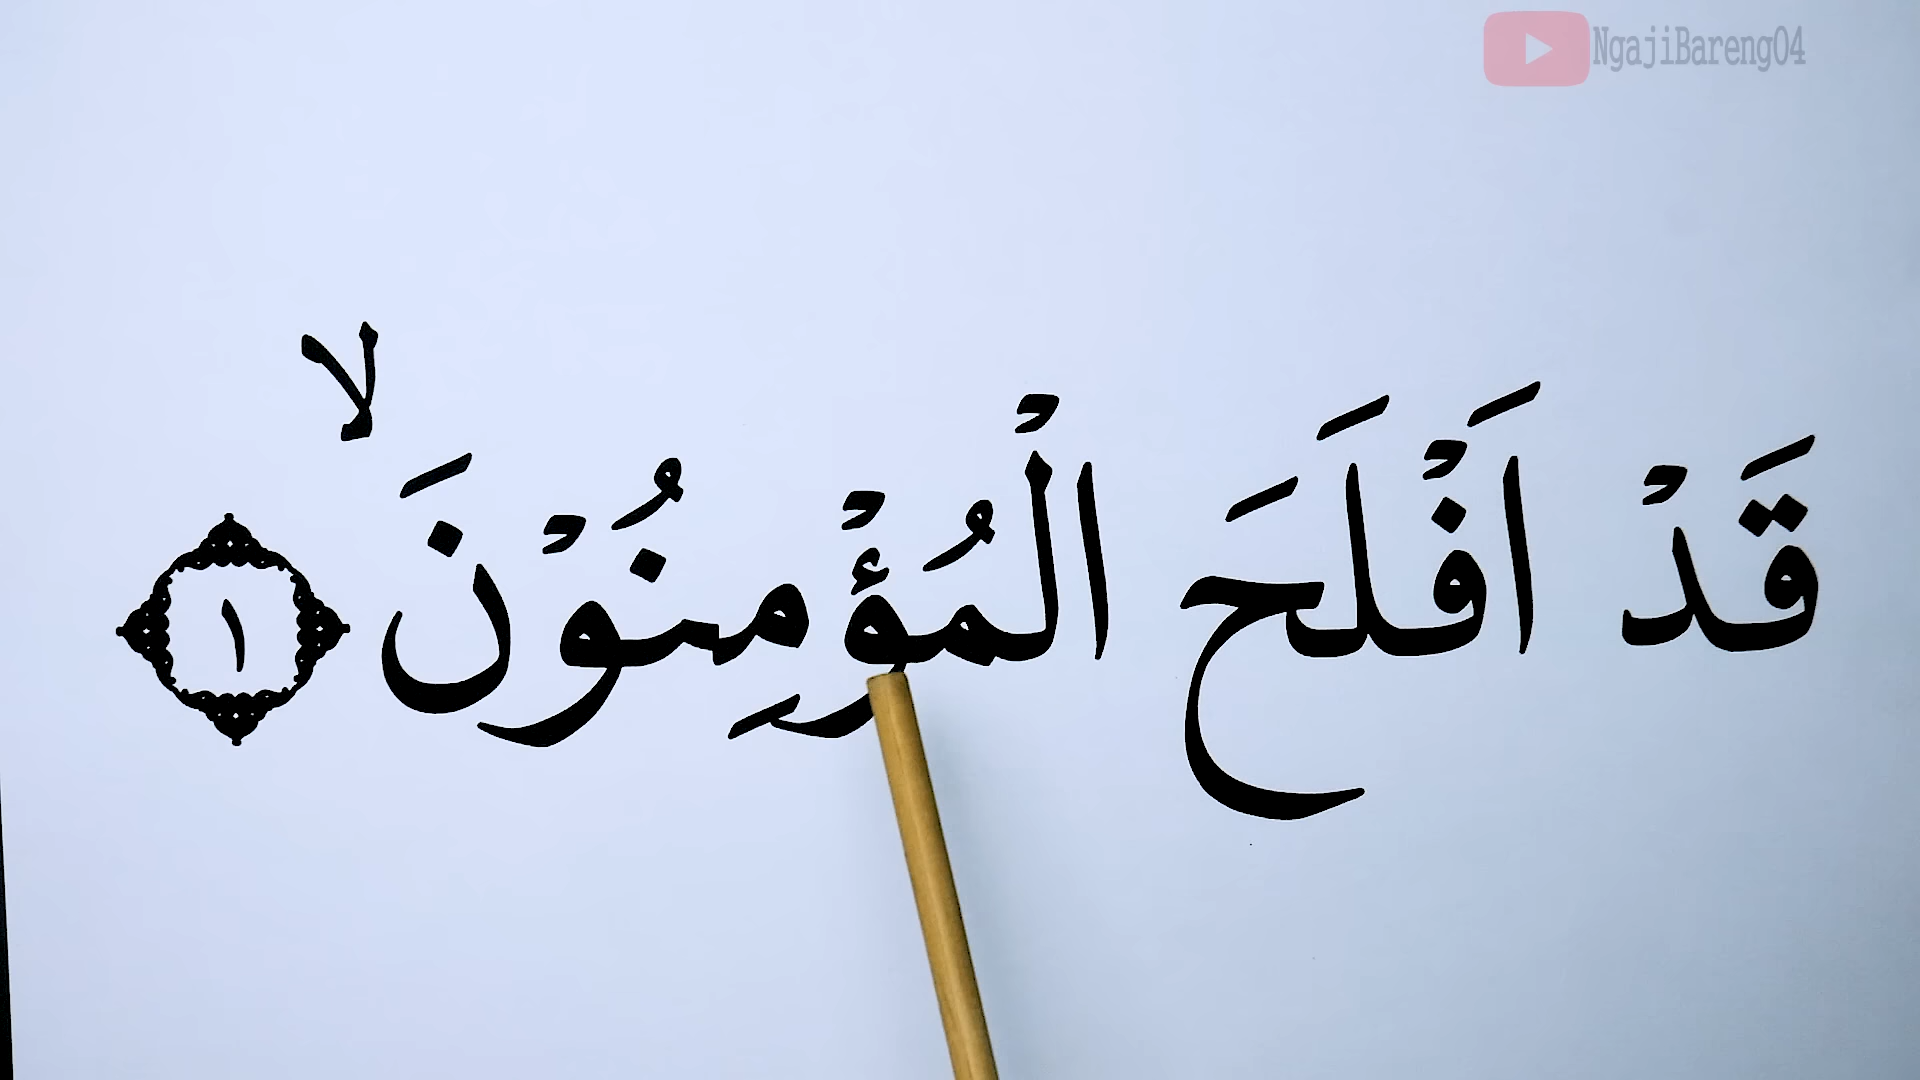 NgajiBareng04
قَدْ اَفْلَحَ الْمُؤْمِنُوْنَ ۙ ١